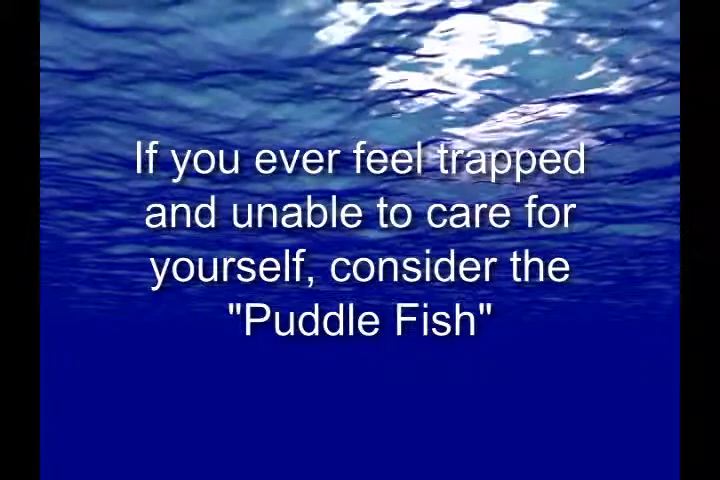 If you ever feel trapped
and unable to care for
yourself, consider the
"Puddle Fish"